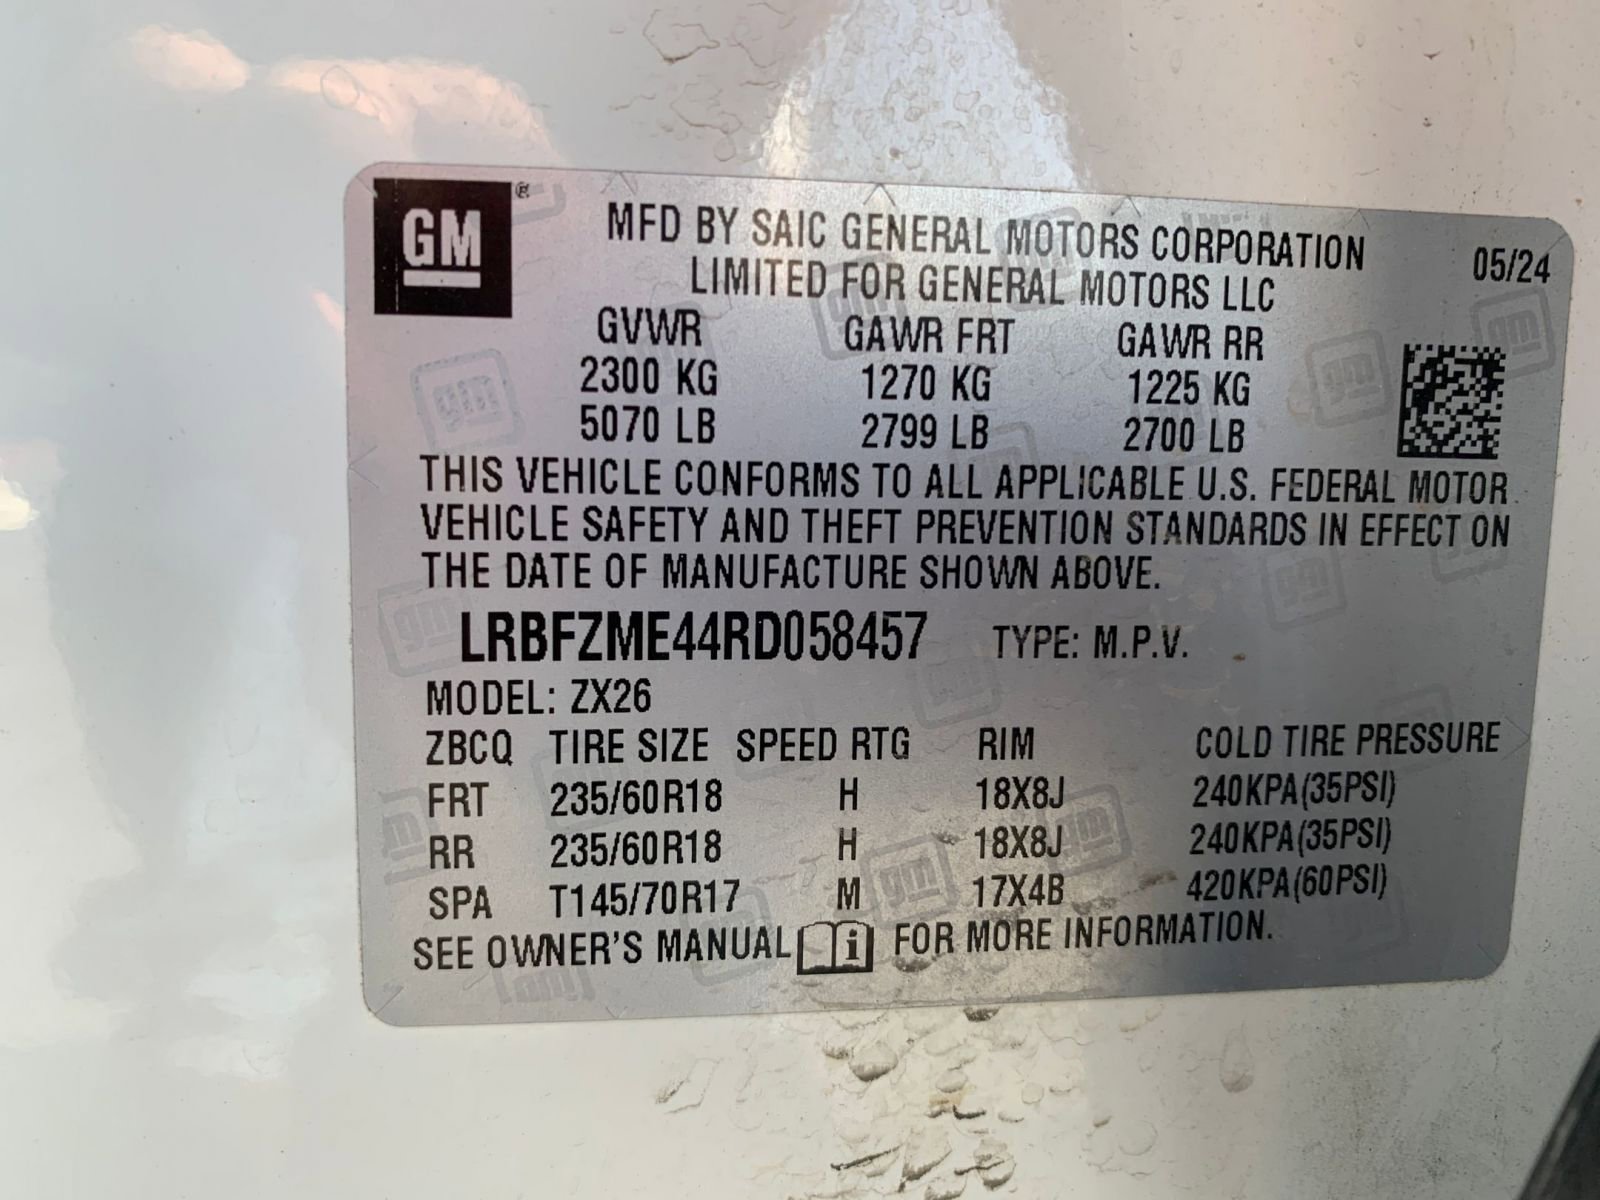 GM ®
MFD BY SAIC GENERAL MOTORS CORPORATION
LIMITED FOR GENERAL MOTORS LLC
05/24
GVWR GAWR FRT GAWR RR
2300 KG 1270 KG 1225 KG
5070 LB 2799 LB 2700 LB
THIS VEHICLE CONFORMS TO ALL APPLICABLE U.S. FEDERAL MOTOR
VEHICLE SAFETY AND THEFT PREVENTION STANDARDS IN EFFECT ON
THE DATE OF MANUFACTURE SHOWN ABOVE.
LRBFZME44RD058457 TYPE: M.P.V.
MODEL: ZX26
ZBCQ TIRE SIZE SPEED RTG RIM COLD TIRE PRESSURE
FRT 235/60R18 H 18X8J 240KPA(35PSI)
RR 235/60R18 H 18X8J 240KPA(35PSI)
SPA T145/70R17 M 17X4B 420KPA(60PSI)
SEE OWNER'S MANUAL i FOR MORE INFORMATION.